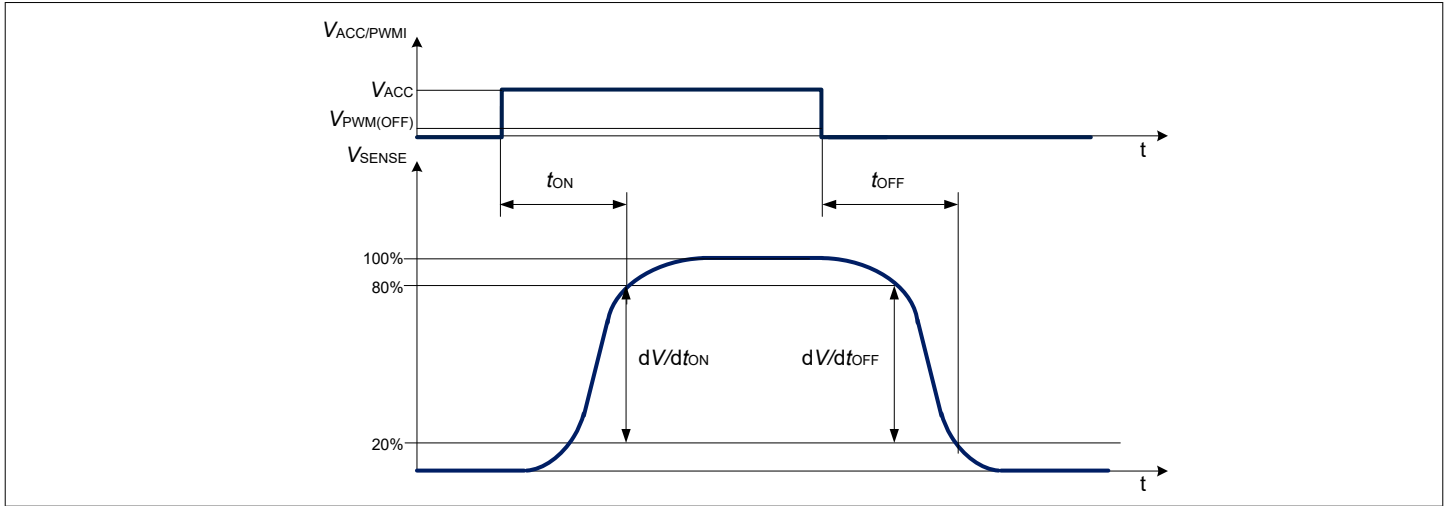 VACC/PWMI
VACC
VPWM(OFF)
t
VSENSE
tON
tOFF
100%
80%
dV/dtON
dV/dtOFF
20%
t